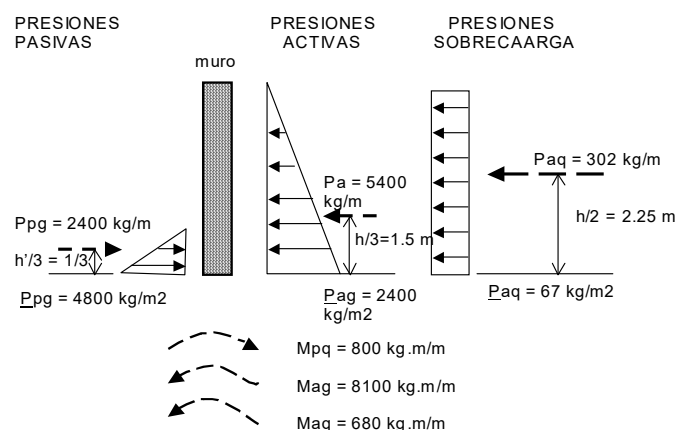 PRESIONES
PASIVAS
PRESIONES
ACTIVAS
PRESIONES
SOBRECAARGA
muro
Ppg = 2400 kg/m
h'/3 = 1/3
Ppg = 4800 kg/m2
Pa = 5400
kg/m
h/3=1.5 m
Pag = 2400
kg/m2
Paq = 302 kg/m
h/2 = 2.25 m
Paq = 67 kg/m2
Mpq = 800 kg.m/m
Mag = 8100 kg.m/m
Mag = 680 kg.m/m